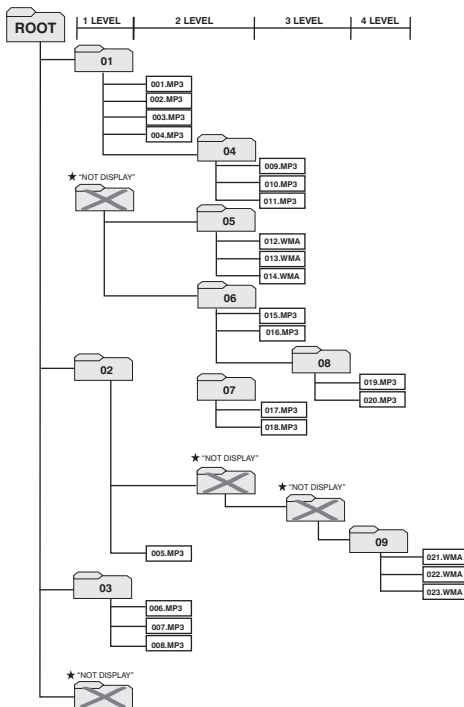 ROOT
1 LEVEL 2 LEVEL 3 LEVEL 4 LEVEL
01
001.MP3
002.MP3
003.MP3
004.MP3
04
009.MP3
010.MP3
011.MP3
★ "NOT DISPLAY"
05
012.WMA
013.WMA
014.WMA
06
015.MP3
016.MP3
08
019.MP3
020.MP3
02
07
017.MP3
018.MP3
★ "NOT DISPLAY"
★ "NOT DISPLAY"
09
021.WMA
022.WMA
023.WMA
005.MP3
03
006.MP3
007.MP3
008.MP3
★ "NOT DISPLAY"